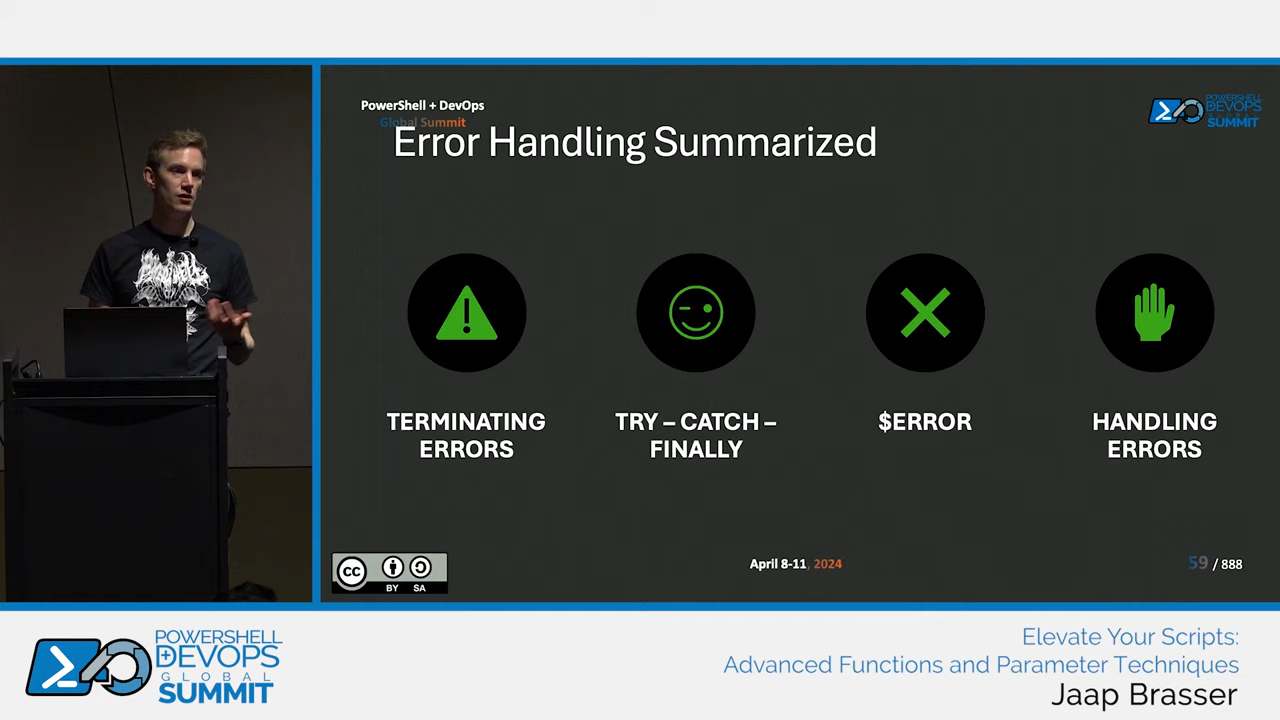 PowerShell + DevOps
Global Summit
Error Handling Summarized
POWERSHELL
DEVOPS
GLOBAL
SUMMIT
TERMINATING
ERRORS
TRY – CATCH –
FINALLY
$ERROR
HANDLING
ERRORS
CC
BY SA
April 8-11, 2024
59 / 888
POWERSHELL
+DEVOPS
GLOBAL
SUMMIT
Elevate Your Scripts:
Advanced Functions and Parameter Techniques
Jaap Brasser